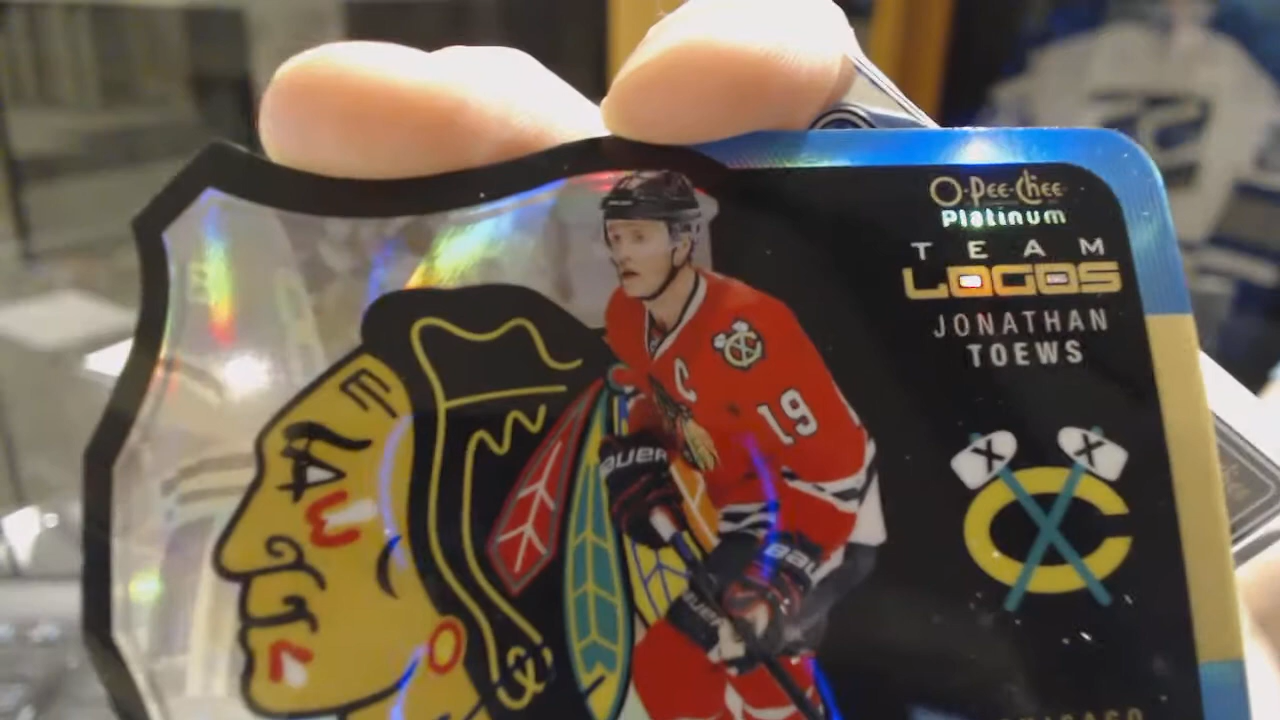 O-Pee-Chee
Platinum
TEAM
LOGOS
JONATHAN
TOEWS
C
19
BAUER
X X
C